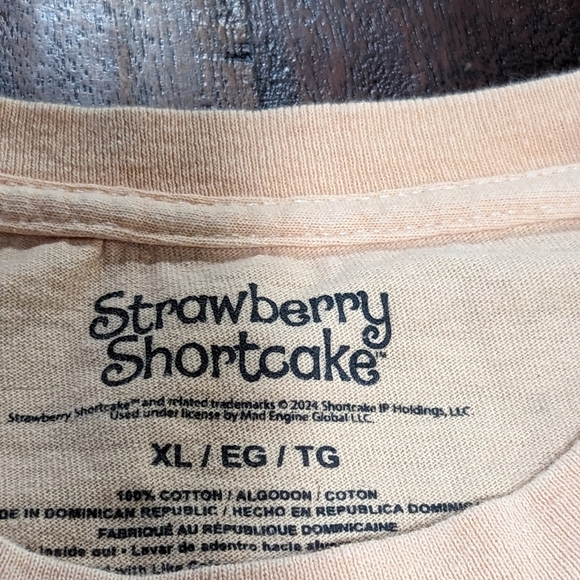 Strawberry
Shortcake™
Strawberry Shortcake™ and related trademarks © 2024 Shortcake IP Holdings, LLC.
Used under license by Mad Engine Global LLC.
XL / EG / TG
100% COTTON / ALGODON / COTON
DE IN DOMINICAN REPUBLIC / HECHO EN REPUBLICA DOMINIC
FABRIQUÉ AU RÉPUBLIQUE DOMINICAINE
inside out • Lavar de adentro hacia
with Like